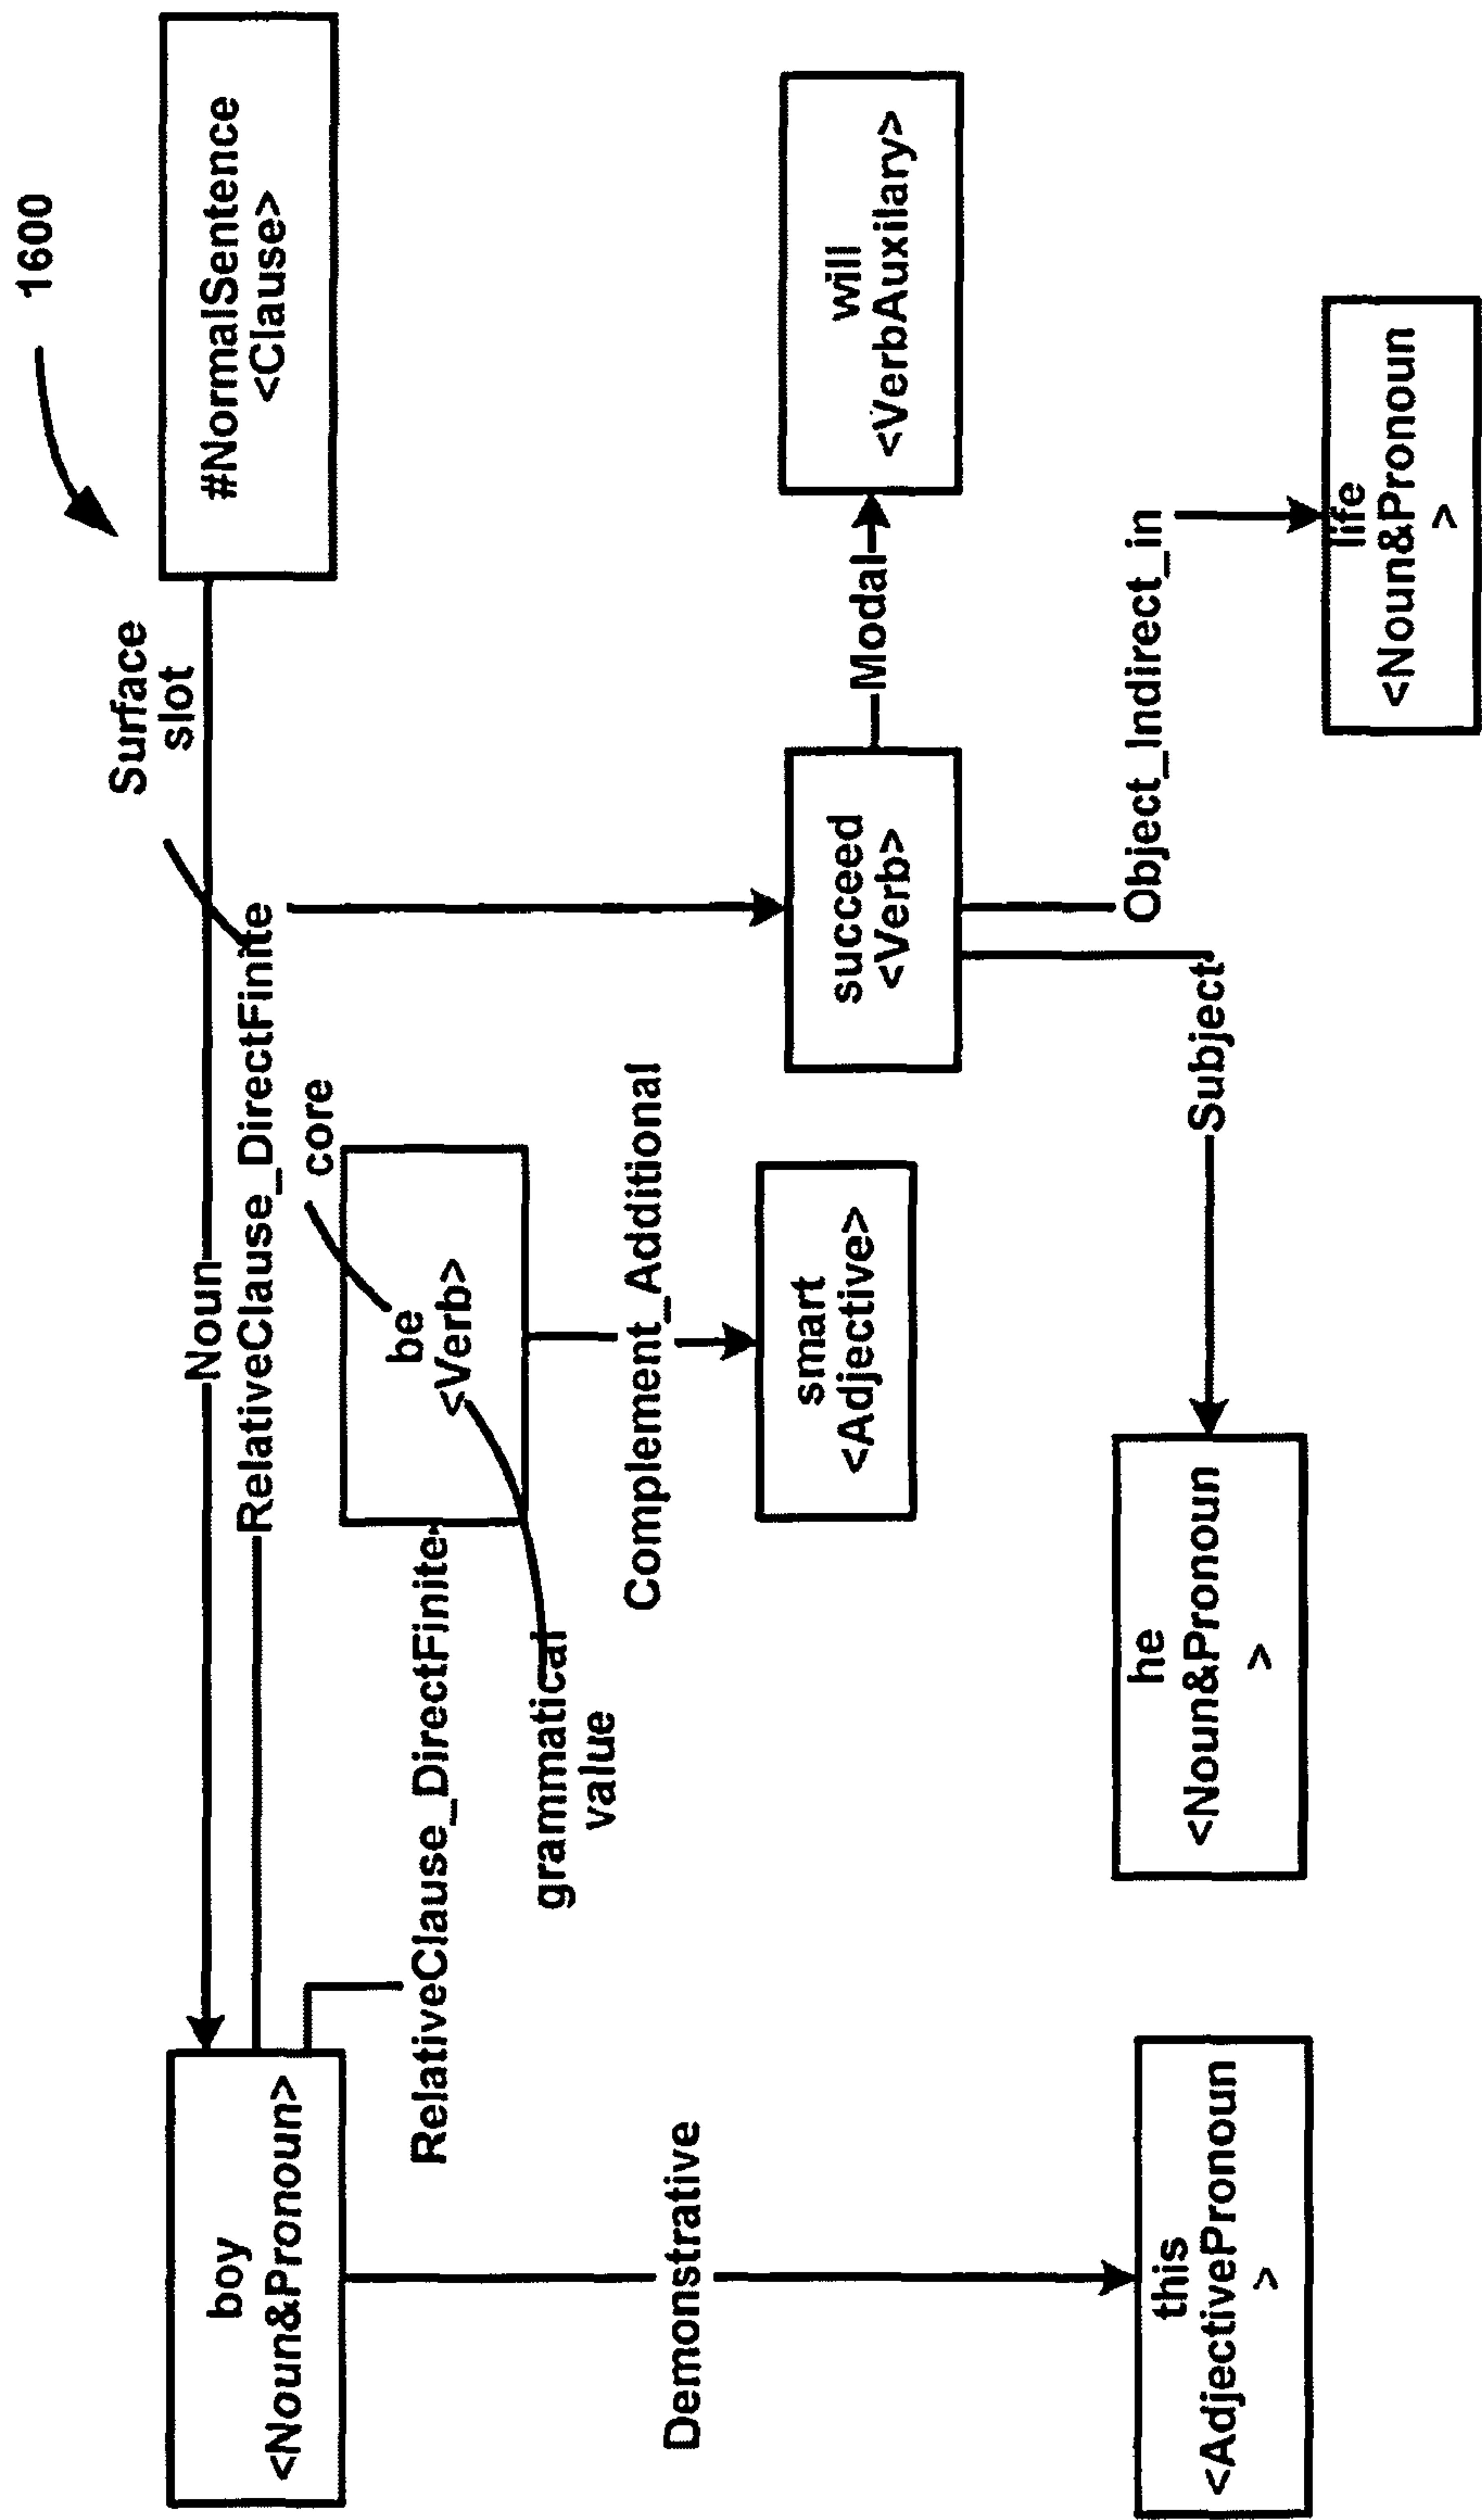 1600
#NormalSentence
<Clause>
Surface
slot
Noun
RelativeClause_DirectFinite
boy
<Noun&Pronoun>
core
be
<Verb>
RelativeClause_DirectFinite
grammatical
value
Complement_Additional
Demonstrative
smart
<Adjective>
succeed
<Verb>
Modal
will
<VerbAuxilary>
Object_Indirect_in
Subject
this
<AdjectivePronoun
>
he
<Noun&Pronoun
>
life
<Noun&Pronoun
>